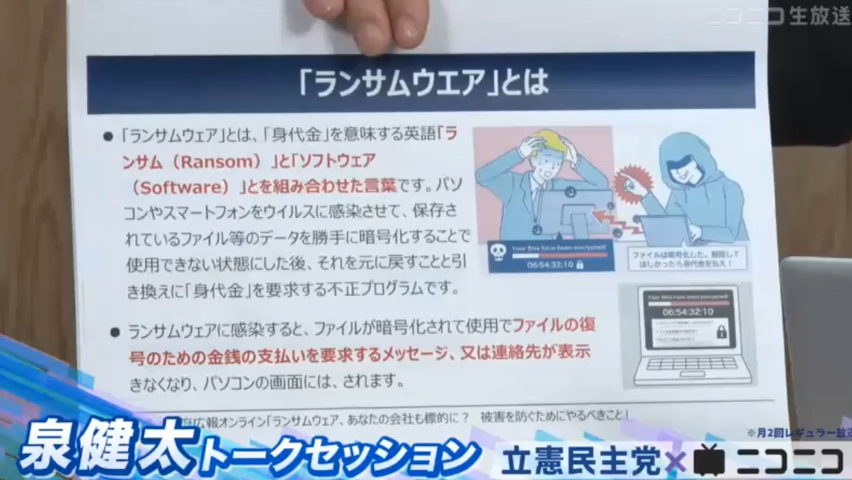 ニコニコ生放送
「ランサムウエア」とは
● 「ランサムウェア」とは、「身代金」を意味する英語「ラ
ンサム（Ransom）」と「ソフトウェア
（Software）」とを組み合わせた言葉です。パソ
コンやスマートフォンをウイルスに感染させて、保存さ
れているファイル等のデータを勝手に暗号化することで
使用できない状態にした後、それを元に戻すことと引
き換えに「身代金」を要求する不正プログラムです。
Your files have been encrypted!
06:54:32:10
ファイルは暗号化した。解除して
ほしかったら身代金を払え！
● ランサムウェアに感染すると、ファイルが暗号化されて使用でファイルの復
号のための金銭の支払いを要求するメッセージ、又は連絡先が表示
きなくなり、パソコンの画面には、されます。
Your files have been encrypted!
06:54:32:10
府広報オンライン「ランサムウェア、あなたの会社も標的に？ 被害を防ぐためにやるべきこと」
※月2回レギュラー放送
泉健太トークセッション
立憲民主党×ニコニコ